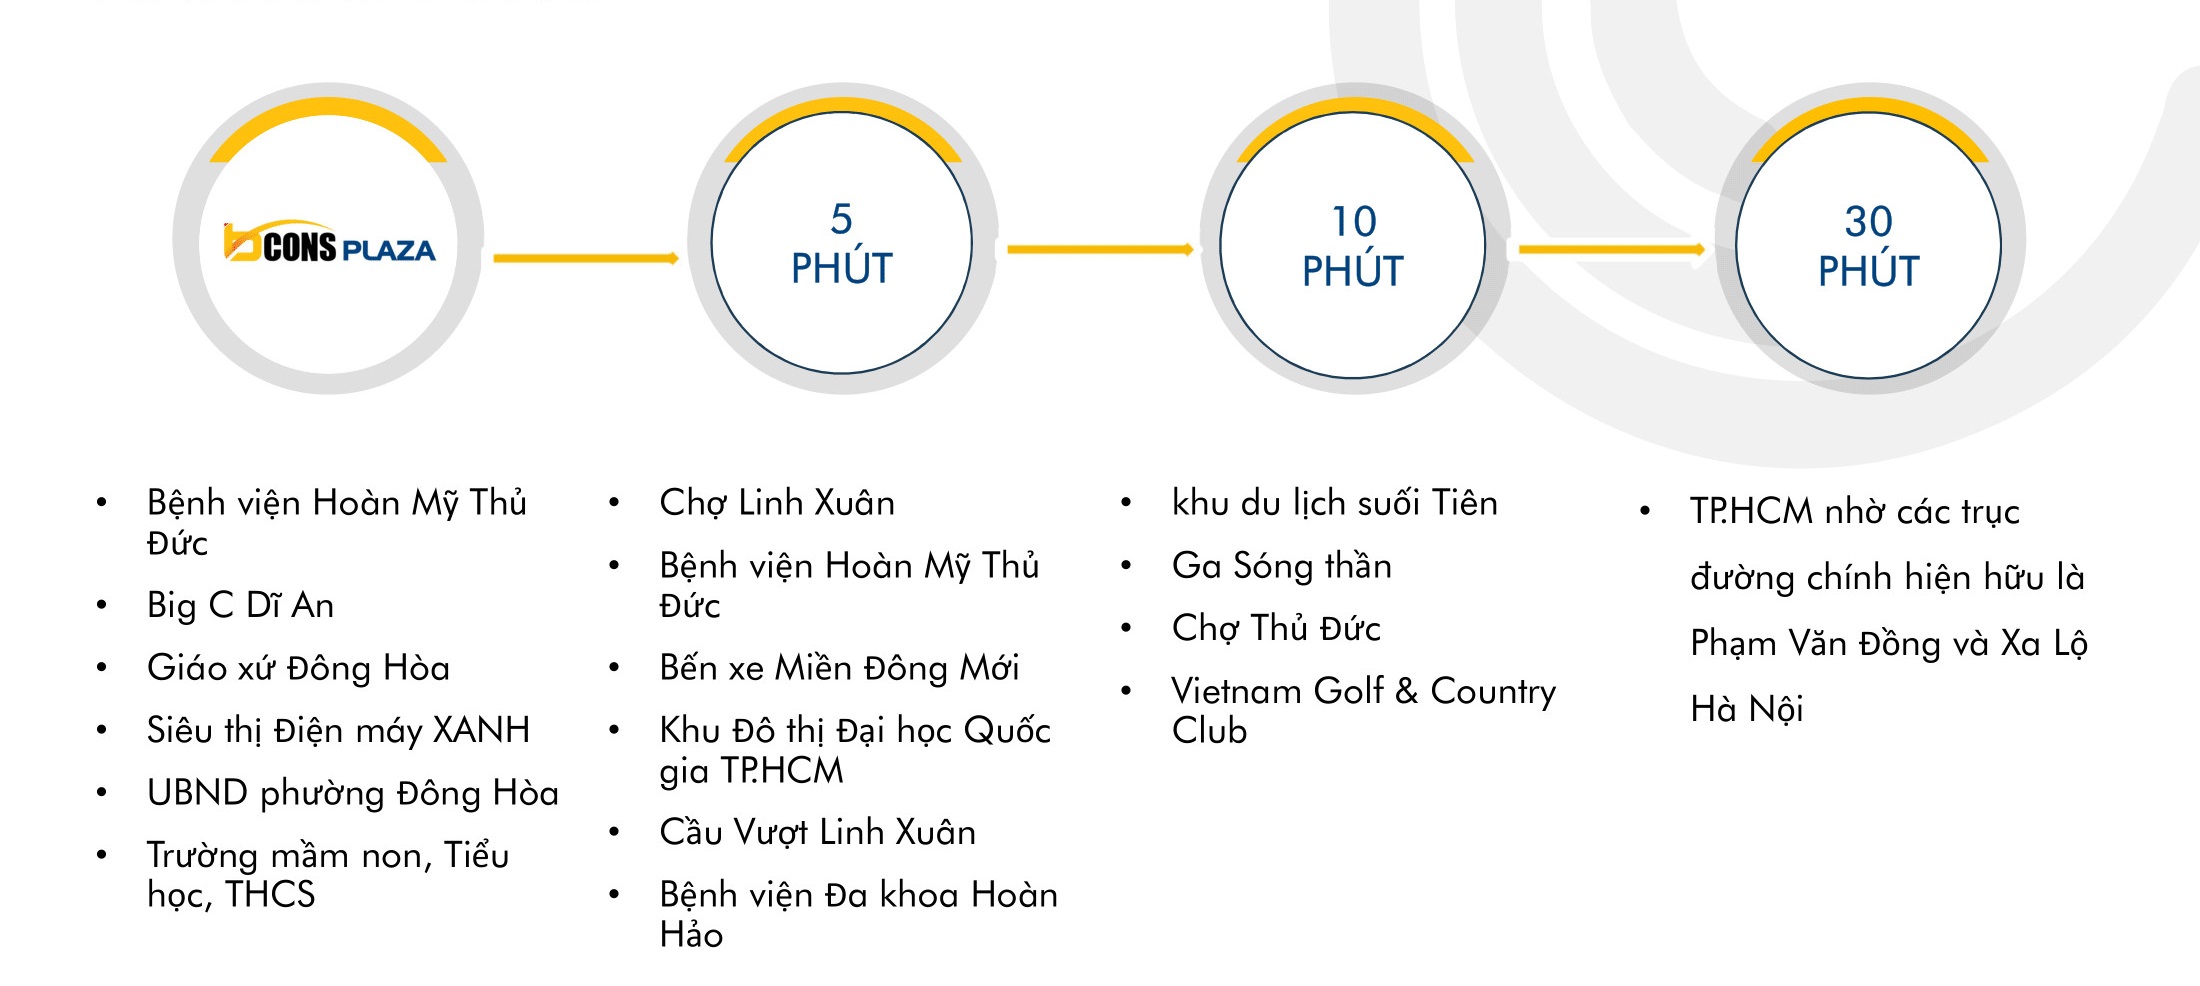 bCONS PLAZA
5
PHÚT
10
PHÚT
30
PHÚT
• Bệnh viện Hoàn Mỹ Thủ
Đức
• Big C Dĩ An
• Giáo xứ Đông Hòa
• Siêu thị Điện máy XANH
• UBND phường Đông Hòa
• Trường mầm non, Tiểu
học, THCS
• Chợ Linh Xuân
• Bệnh viện Hoàn Mỹ Thủ
Đức
• Bến xe Miền Đông Mới
• Khu Đô thị Đại học Quốc
gia TP.HCM
• Cầu Vượt Linh Xuân
• Bệnh viện Đa khoa Hoàn
Hảo
• khu du lịch suối Tiên
• Ga Sóng thần
• Chợ Thủ Đức
• Vietnam Golf & Country
Club
• TP.HCM nhờ các trục
đường chính hiện hữu là
Phạm Văn Đồng và Xa Lộ
Hà Nội